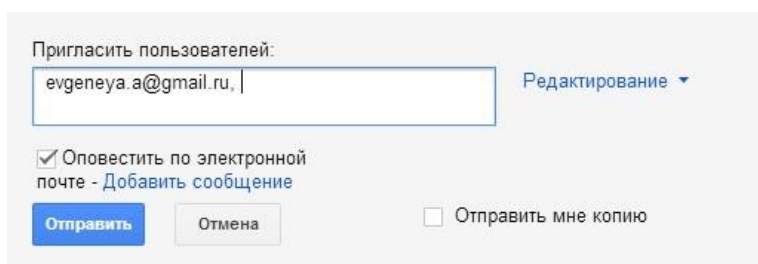 Пригласить пользователей:
evgeneya.a@gmail.ru,
Редактирование
Оповестить по электронной
почте - Добавить сообщение
Отправить
Отмена
Отправить мне копию